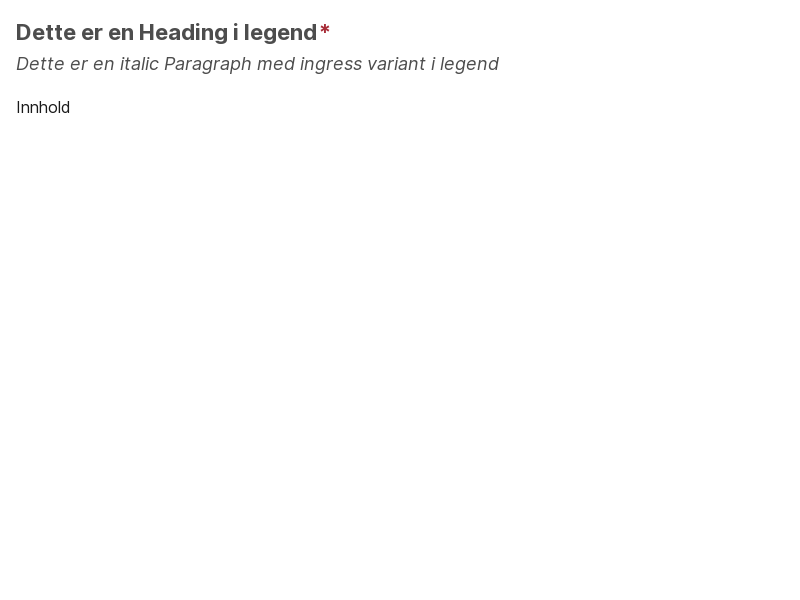 Dette er en Heading i legend*
Dette er en italic Paragraph med ingress variant i legend
Innhold